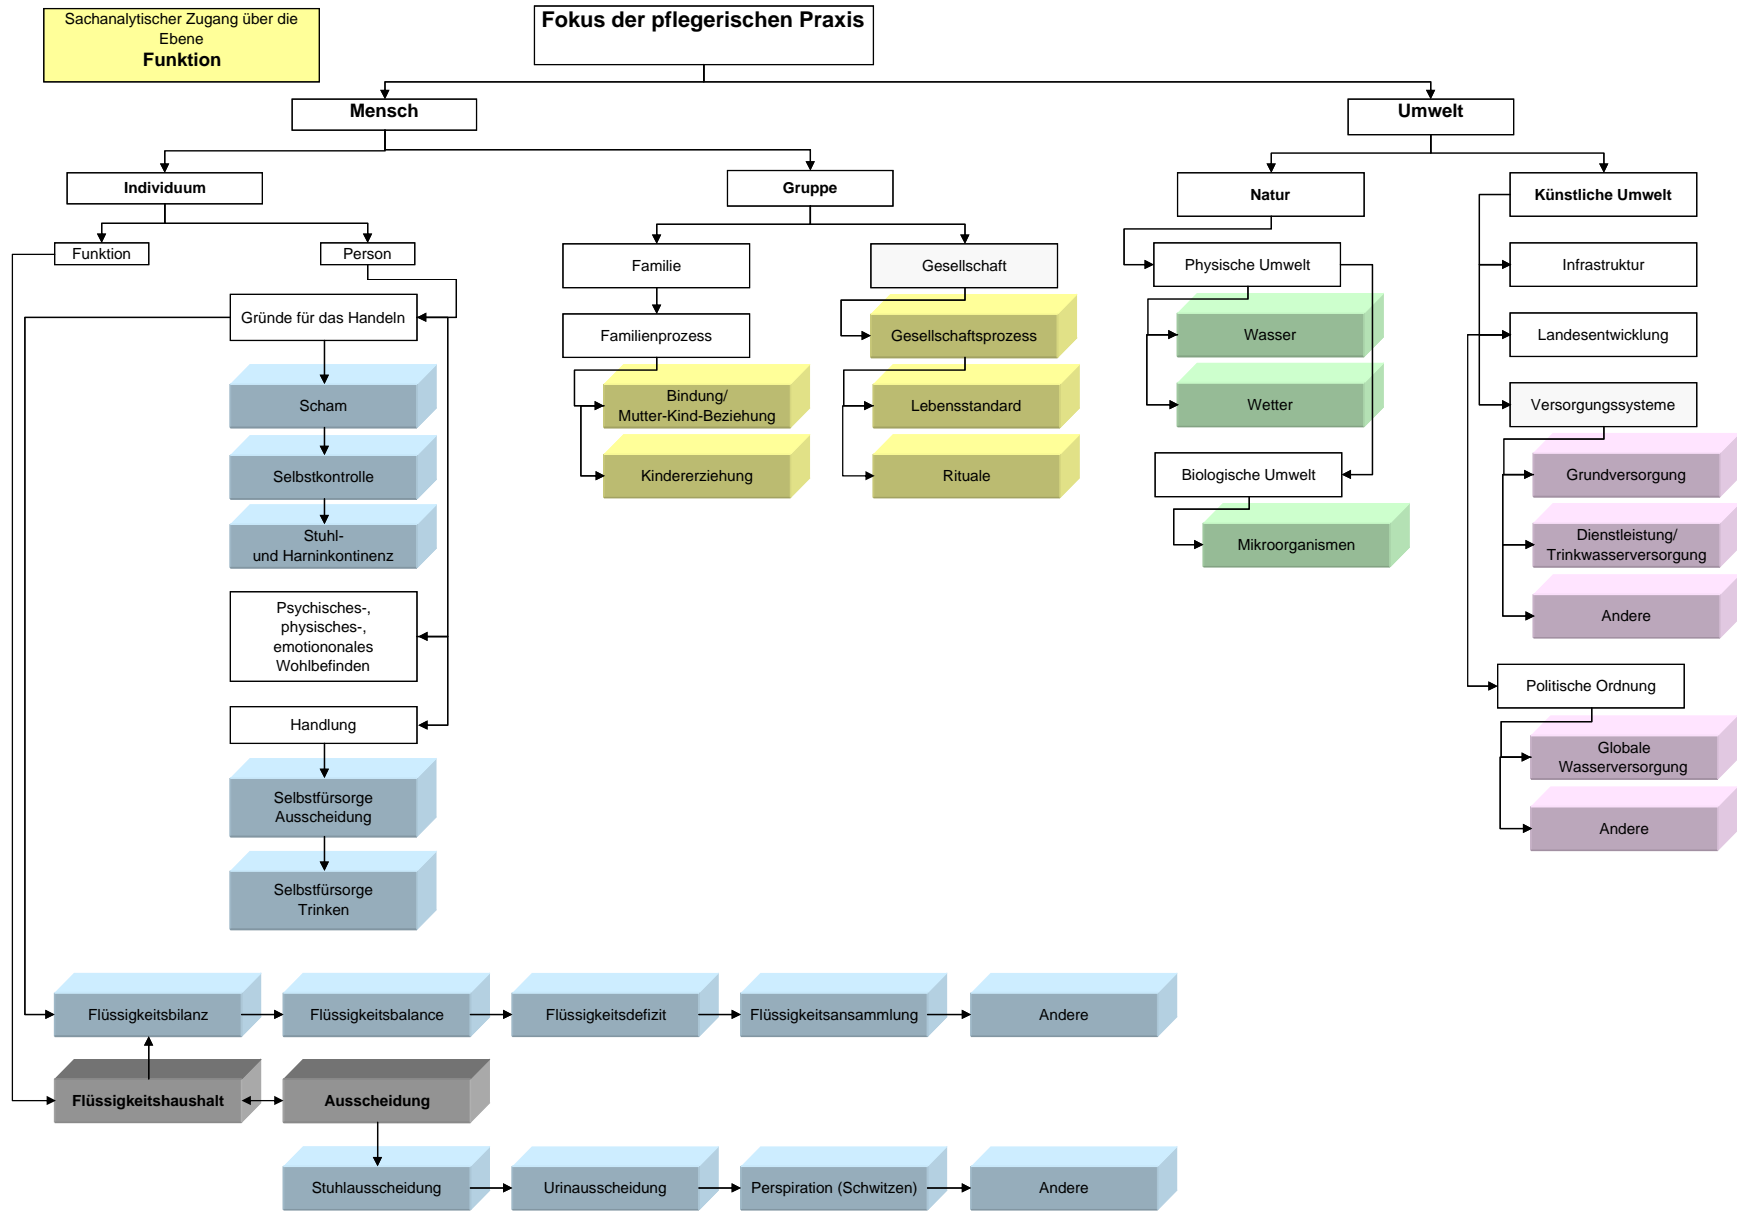 Sachanalytischer Zugang über die
Ebene
Funktion
Fokus der pflegerischen Praxis
Mensch
Umwelt
Individuum
Gruppe
Natur
Künstliche Umwelt
Funktion
Person
Familie
Gesellschaft
Physische Umwelt
Infrastruktur
Gründe für das Handeln
Familienprozess
Gesellschaftsprozess
Wasser
Landesentwicklung
Scham
Bindung/
Mutter-Kind-Beziehung
Lebensstandard
Wetter
Versorgungssysteme
Selbstkontrolle
Kindererziehung
Rituale
Biologische Umwelt
Grundversorgung
Stuhl-
und Harninkontinenz
Mikroorganismen
Dienstleistung/
Trinkwasserversorgung
Psychisches-,
physisches-,
emotiononales
Wohlbefinden
Andere
Politische Ordnung
Handlung
Globale
Wasserversorgung
Selbstfürsorge
Ausscheidung
Andere
Selbstfürsorge
Trinken
Flüssigkeitsbilanz
Flüssigkeitsbalance
Flüssigkeitsdefizit
Flüssigkeitsansammlung
Andere
Flüssigkeitshaushalt
Ausscheidung
Stuhlausscheidung
Urinausscheidung
Perspiration (Schwitzen)
Andere